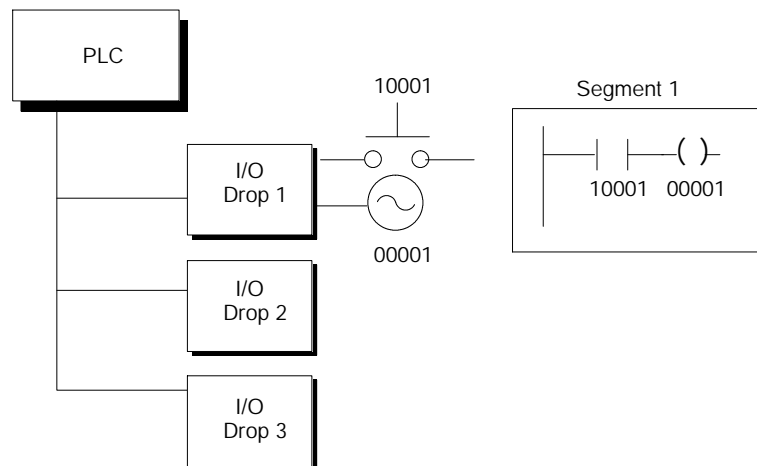 PLC
10001
Segment 1
I/O
Drop 1
10001 00001
00001
I/O
Drop 2
I/O
Drop 3